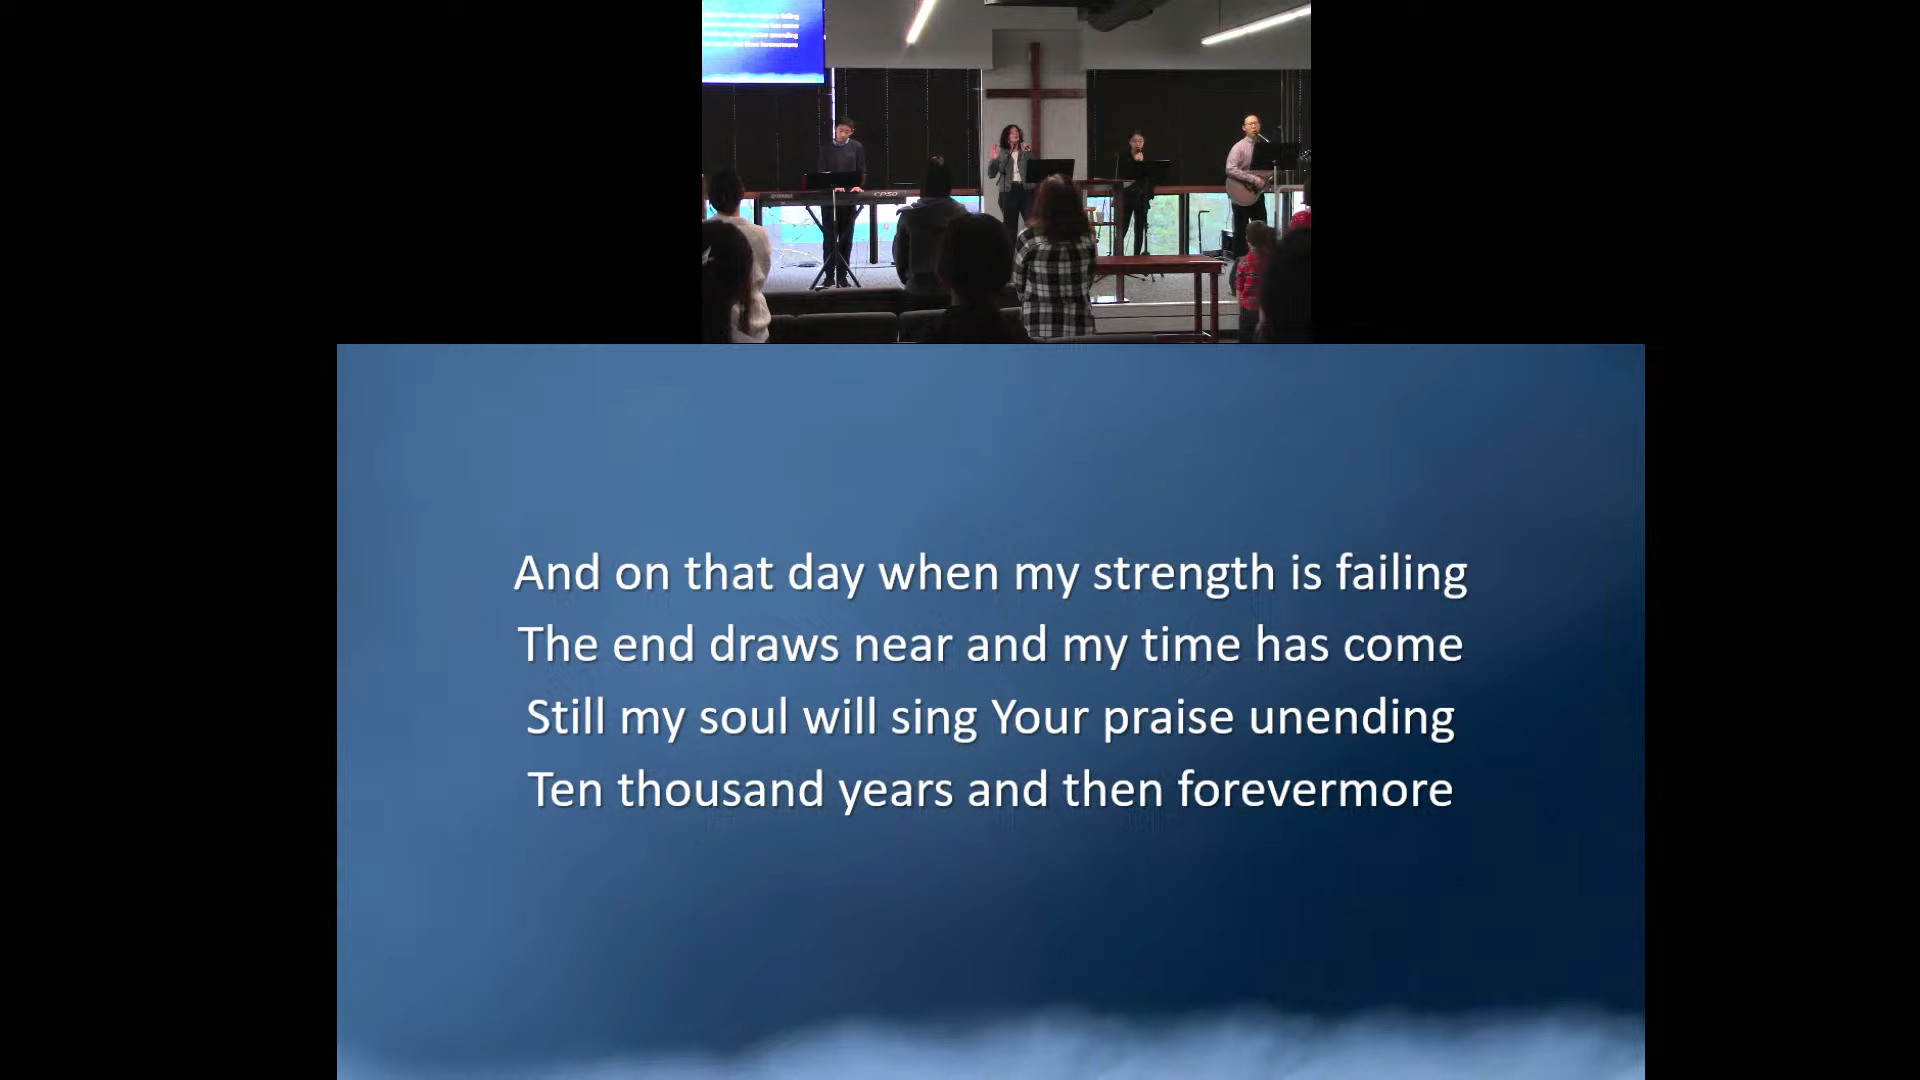 And on that day when my strength is failing
The end draws near and my time has come
Still my soul will sing Your praise unending
Ten thousand years and then forevermore